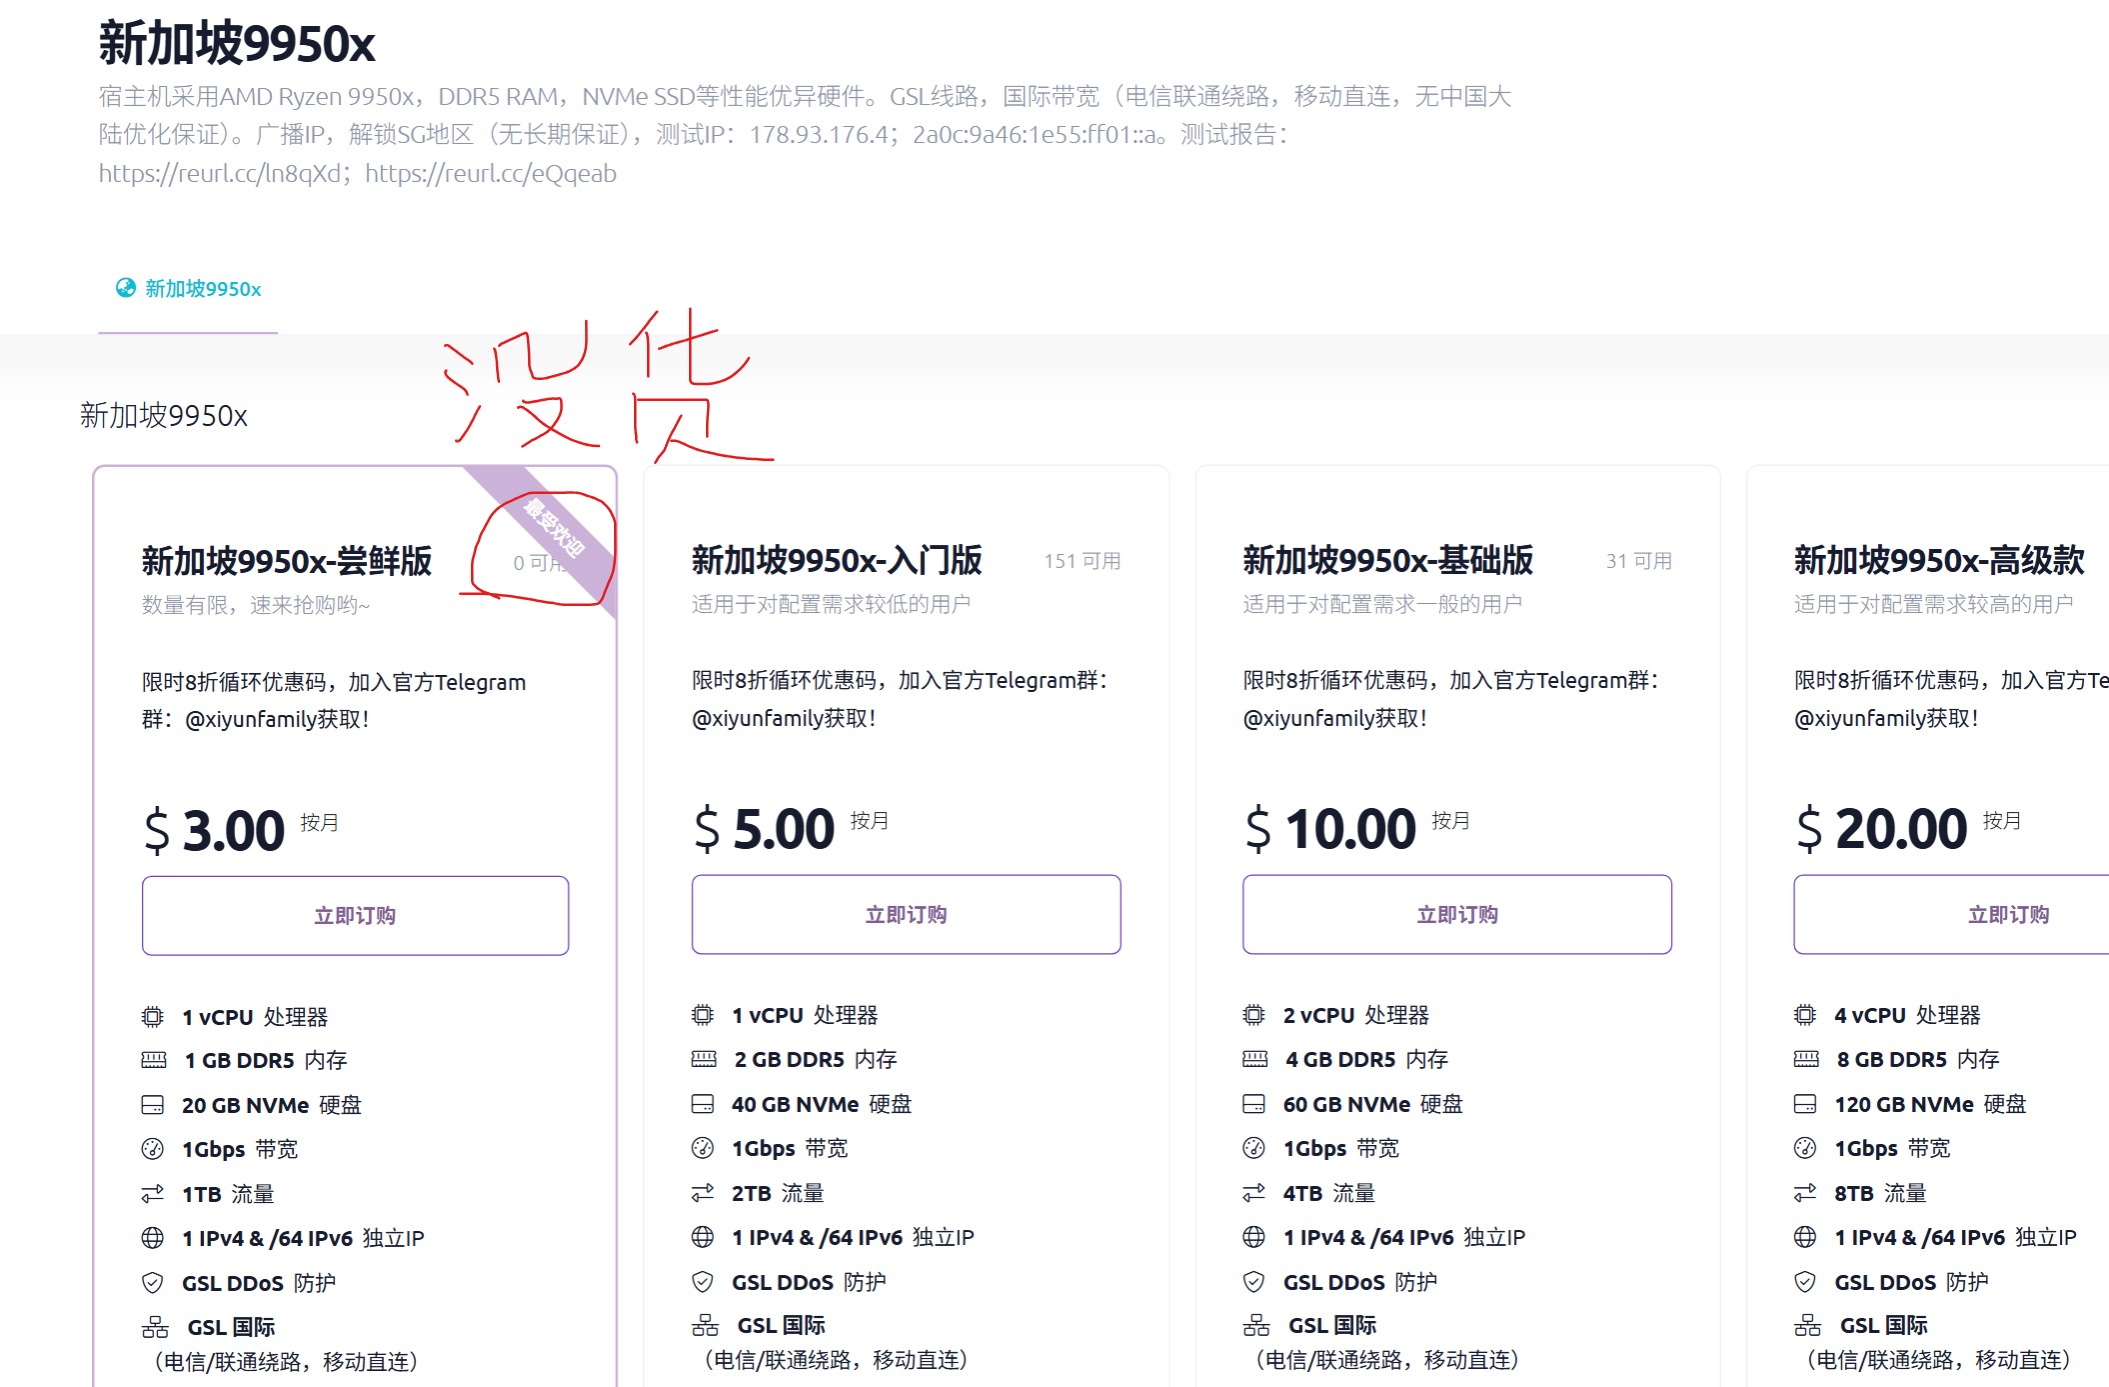 新加坡9950x
宿主机采用AMD Ryzen 9950x，DDR5 RAM，NVMe SSD等性能优异硬件。GSL线路，国际带宽（电信联通绕路，移动直连，无中国大
陆优化保证）。广播IP，解锁SG地区（无长期保证），测试IP：178.93.176.4；2a0c:9a46:1e55:ff01::a。测试报告：
https://reurl.cc/ln8qXd；https://reurl.cc/eQqeab
新加坡9950x
没货
新加坡9950x
最受欢迎
新加坡9950x-尝鲜版
0 可用
数量有限，速来抢购哟~
限时8折循环优惠码，加入官方Telegram
群：@xiyunfamily获取！
$ 3.00 按月
立即订购
1 vCPU 处理器
1 GB DDR5 内存
20 GB NVMe 硬盘
1Gbps 带宽
1TB 流量
1 IPv4 & /64 IPv6 独立IP
GSL DDoS 防护
GSL 国际
（电信/联通绕路，移动直连）
新加坡9950x-入门版
151 可用
适用于对配置需求较低的用户
限时8折循环优惠码，加入官方Telegram群：
@xiyunfamily获取！
$ 5.00 按月
立即订购
1 vCPU 处理器
2 GB DDR5 内存
40 GB NVMe 硬盘
1Gbps 带宽
2TB 流量
1 IPv4 & /64 IPv6 独立IP
GSL DDoS 防护
GSL 国际
（电信/联通绕路，移动直连）
新加坡9950x-基础版
31 可用
适用于对配置需求一般的用户
限时8折循环优惠码，加入官方Telegram群：
@xiyunfamily获取！
$ 10.00 按月
立即订购
2 vCPU 处理器
4 GB DDR5 内存
60 GB NVMe 硬盘
1Gbps 带宽
4TB 流量
1 IPv4 & /64 IPv6 独立IP
GSL DDoS 防护
GSL 国际
（电信/联通绕路，移动直连）
新加坡9950x-高级款
适用于对配置需求较高的用户
限时8折循环优惠码，加入官方Te
@xiyunfamily获取！
$ 20.00 按月
立即订购
4 vCPU 处理器
8 GB DDR5 内存
120 GB NVMe 硬盘
1Gbps 带宽
8TB 流量
1 IPv4 & /64 IPv6 独立IP
GSL DDoS 防护
GSL 国际
（电信/联通绕路，移动直连）